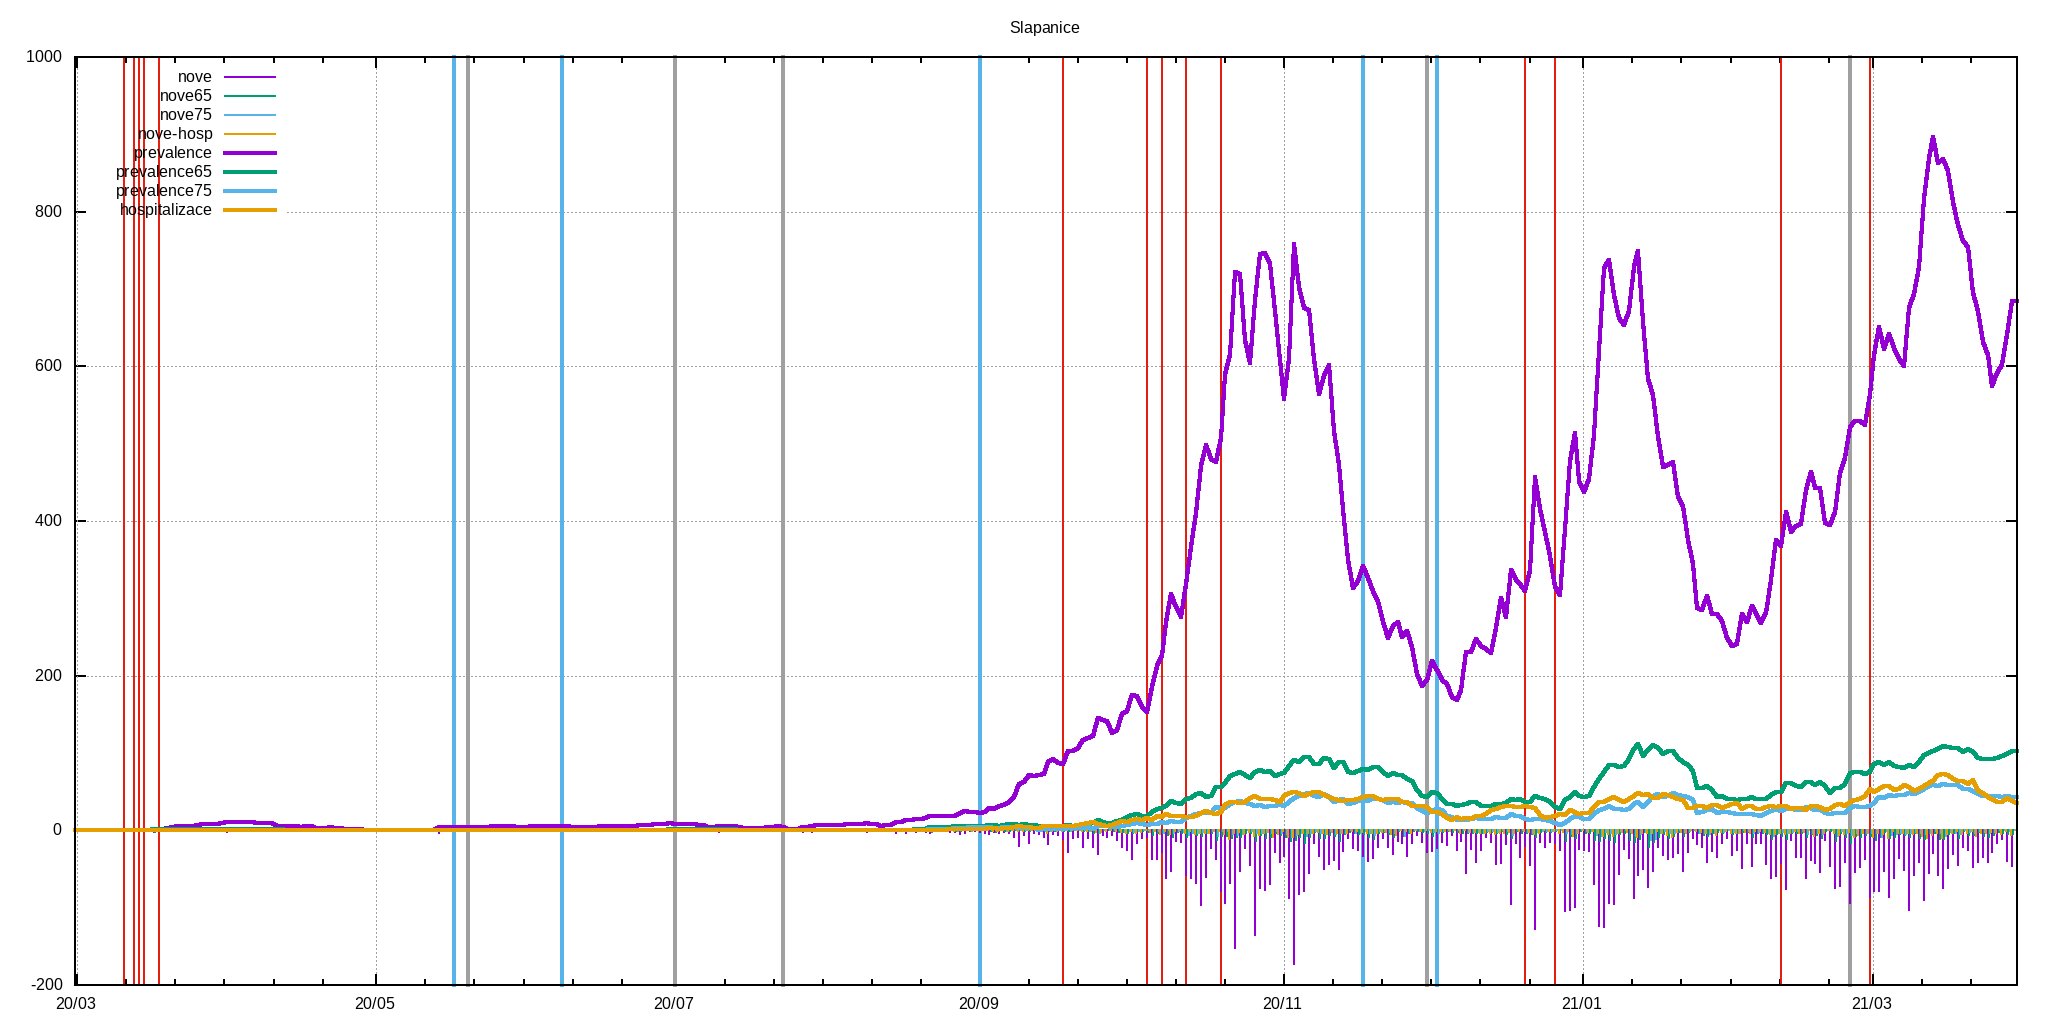 Slapanice
1000
800
600
400
200
0
-200
nove
nove65
nove75
nove-hosp
prevalence
prevalence65
prevalence75
hospitalizace
20/03
20/05
20/07
20/09
20/11
21/01
21/03